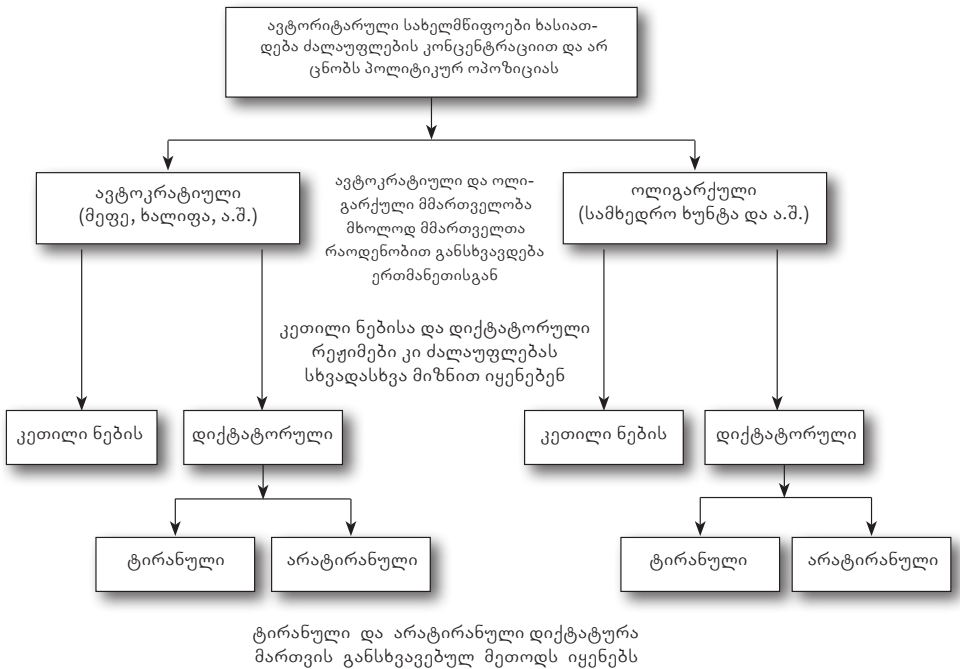 ავტორიტარული სახელმწიფოები ხასიათ-
დება ძალაუფლების კონცენტრაციით და არ
ცნობს პოლიტიკურ ოპოზიციას
ავტოკრატიული
(მეფე, ხალიფა, ა.შ.)
ავტოკრატიული და ოლი-
გარქული მმართველობა
მხოლოდ მმართველთა
რაოდენობით განსხვავდება
ერთმანეთისგან
ოლიგარქული
(სამხედრო ხუნტა და ა.შ.)
კეთილი ნებისა და დიქტატორული
რეჟიმები კი ძალაუფლებას
სხვადასხვა მიზნით იყენებენ
კეთილი ნების
დიქტატორული
კეთილი ნების
დიქტატორული
ტირანული
არატირანული
ტირანული
არატირანული
ტირანული და არატირანული დიქტატურა
მართვის განსხვავებულ მეთოდს იყენებს